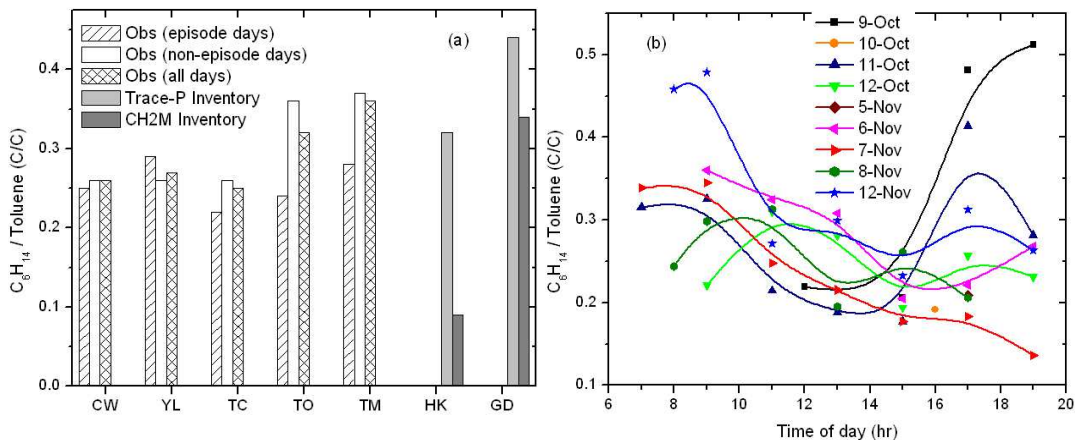 Obs (episode days)
Obs (non-episode days)
Obs (all days)
Trace-P Inventory
CH2M Inventory
(a)
0.4
0.3
0.2
0.1
0.0
C₆H₁₄ / Toluene (C/C)
CW YL TC TO TM HK GD
(b)
9-Oct
10-Oct
11-Oct
12-Oct
5-Nov
6-Nov
7-Nov
8-Nov
12-Nov
0.5
0.4
0.3
0.2
0.1
C₆H₁₄ / Toluene (C/C)
6 8 10 12 14 16 18 20
Time of day (hr)